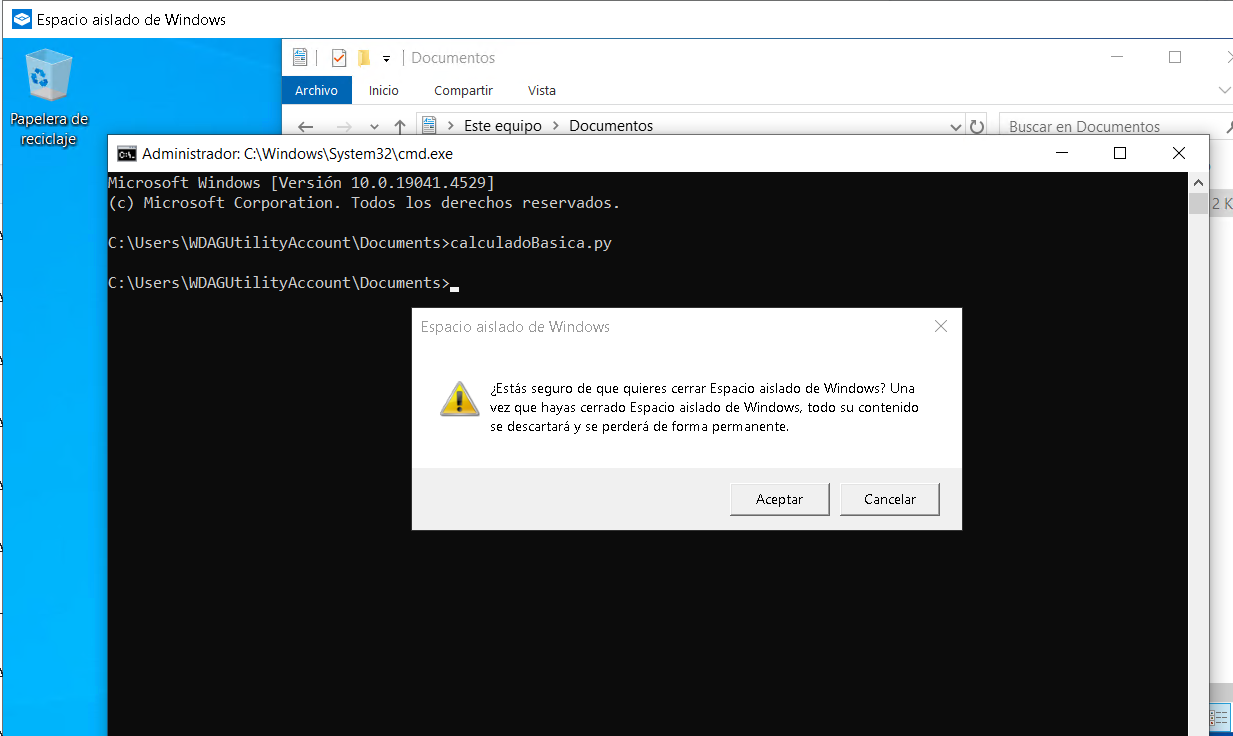 Espacio aislado de Windows
Papelera de
reciclaje
Documentos
Archivo Inicio Compartir Vista
Este equipo > Documentos
Buscar en Documentos
2 K
Administrador: C:\Windows\System32\cmd.exe
Microsoft Windows [Versión 10.0.19041.4529]
(c) Microsoft Corporation. Todos los derechos reservados.
C:\Users\WDAGUtilityAccount\Documents>calculadoBasica.py
C:\Users\WDAGUtilityAccount\Documents>
Espacio aislado de Windows
¿Estás seguro de que quieres cerrar Espacio aislado de Windows? Una
vez que hayas cerrado Espacio aislado de Windows, todo su contenido
se descartará y se perderá de forma permanente.
Aceptar Cancelar